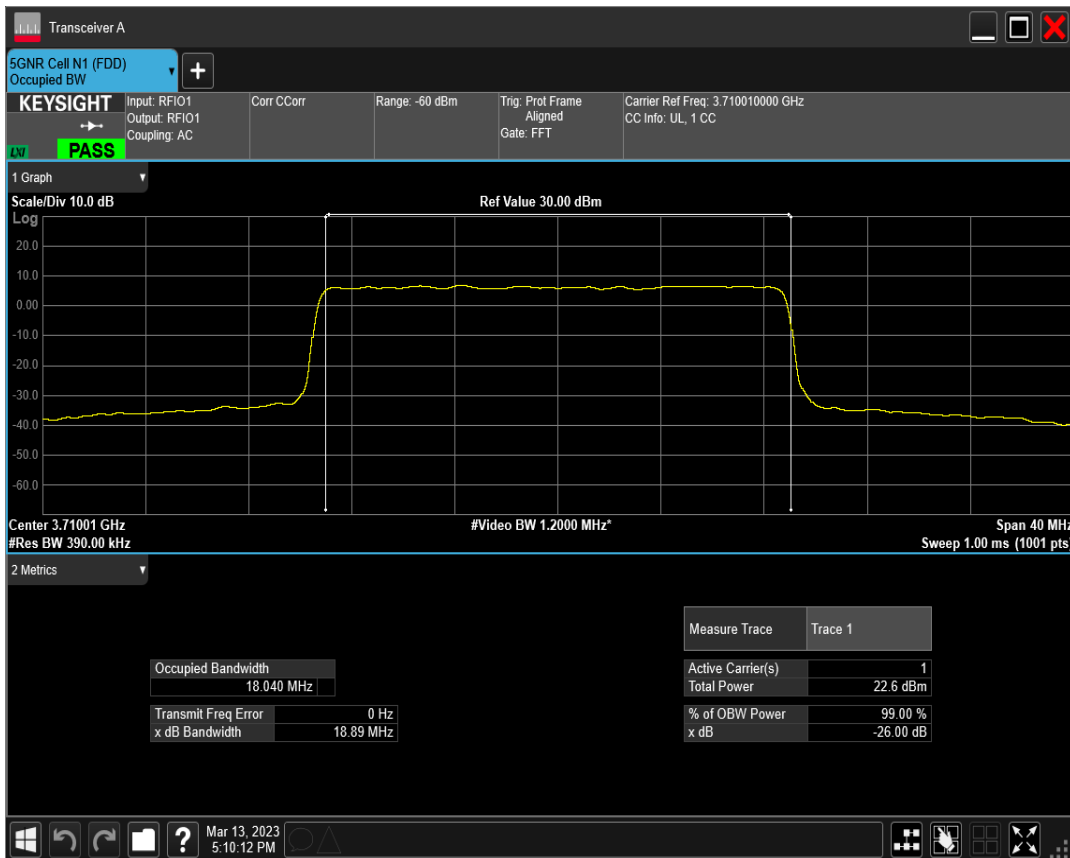 Transceiver A
5GNR Cell N1 (FDD)
Occupied BW
KEYSIGHT
LXI
PASS
Input: RFIO1
Output: RFIO1
Coupling: AC
Corr CCorr
Range: -60 dBm
Trig: Prot Frame
Aligned
Gate: FFT
Carrier Ref Freq: 3.710010000 GHz
CC Info: UL, 1 CC
1 Graph
Scale/Div 10.0 dB
Ref Value 30.00 dBm
Log
20.0
10.0
0.00
-10.0
-20.0
-30.0
-40.0
-50.0
-60.0
Center 3.71001 GHz
#Video BW 1.2000 MHz*
Span 40 MHz
#Res BW 390.00 kHz
Sweep 1.00 ms (1001 pts)
2 Metrics
Measure Trace Trace 1
Occupied Bandwidth
18.040 MHz
Active Carrier(s) 1
Total Power 22.6 dBm
Transmit Freq Error 0 Hz
x dB Bandwidth 18.89 MHz
% of OBW Power 99.00 %
x dB -26.00 dB
?
Mar 13, 2023
5:10:12 PM